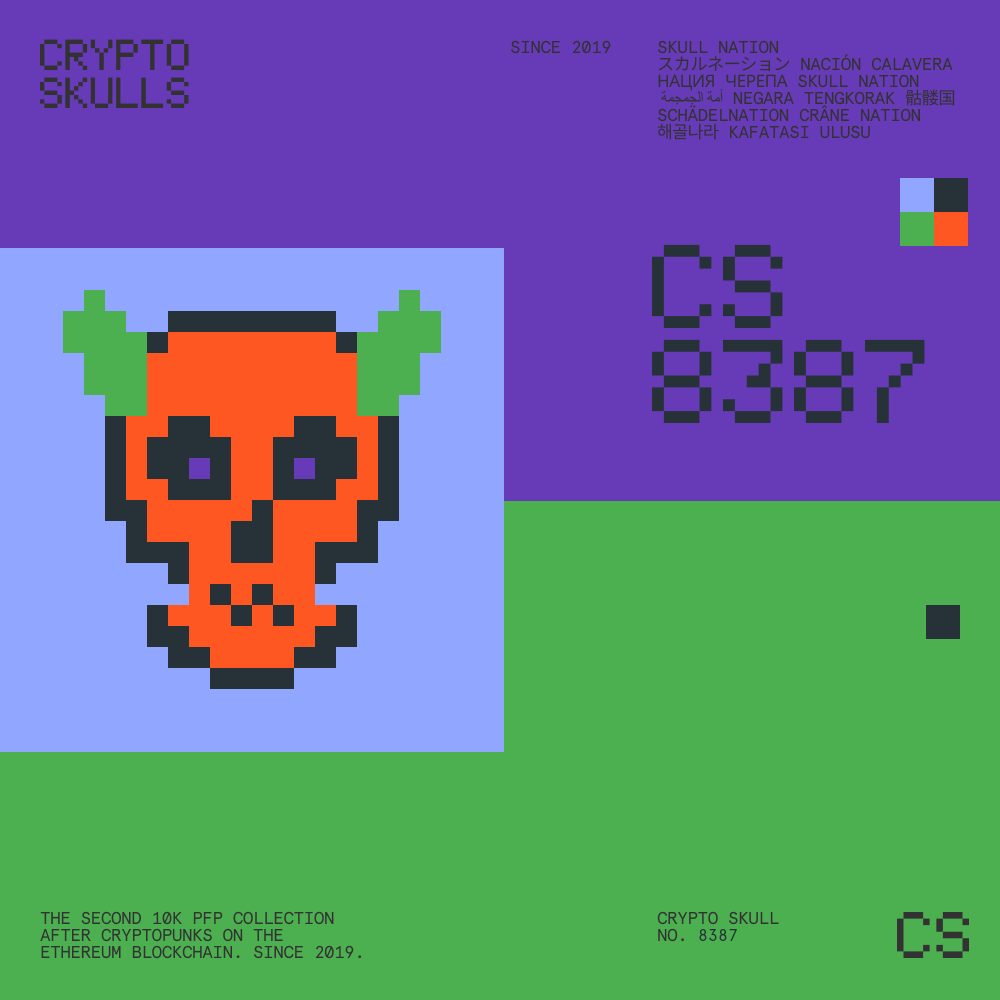 CRYPTO
SKULLS
SINCE 2019
SKULL NATION
スカルネーション NACIÓN CALAVERA
НАЦИЯ ЧЕРЕПА SKULL NATION
أمة الجمجمة NEGARA TENGKORAK 骷髅国
SCHÄDELNATION CRÂNE NATION
해골나라 KAFATASI ULUSU
CS
8387
THE SECOND 10K PFP COLLECTION
AFTER CRYPTOPUNKS ON THE
ETHEREUM BLOCKCHAIN. SINCE 2019.
CRYPTO SKULL
NO. 8387
CS